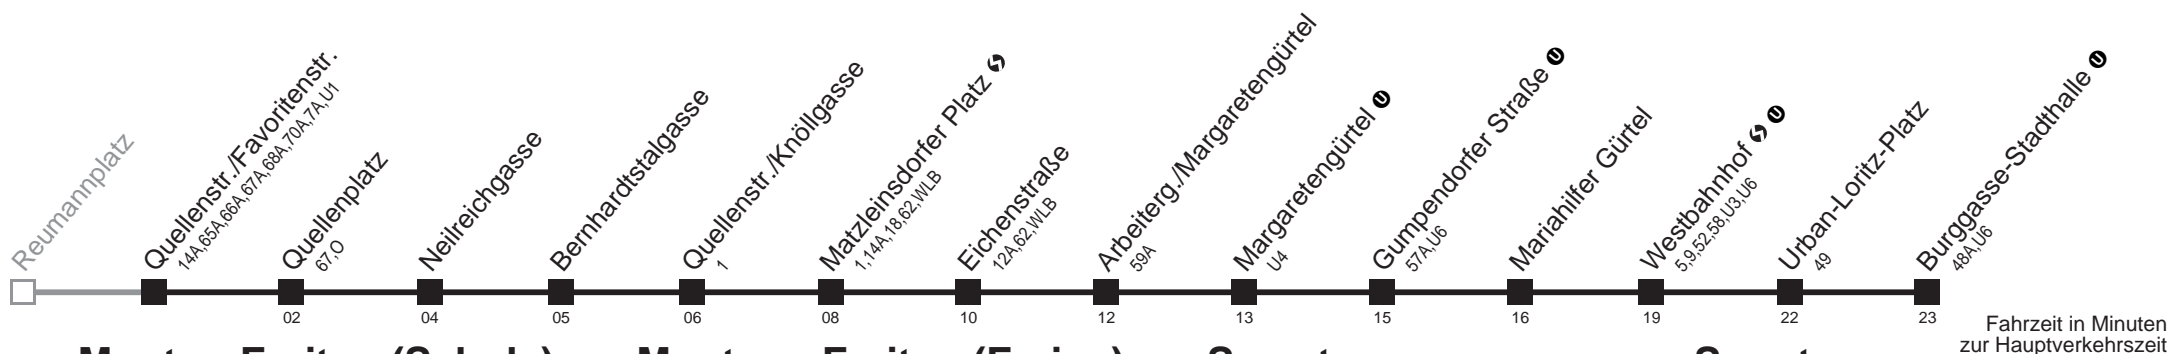 Reumannplatz
Quellenstr./Favoritenstr.
14A,65A,66A,67A,68A,70A,7A,U1
Quellenplatz
67,O
Neilreichgasse
Bernhardtstalgasse
Quellenstr./Knöllgasse
1
Matzleinsdorfer Platz
1,14A,18,62,WLB
Eichenstraße
12A,62,WLB
Arbeiterg./Margaretengürtel
59A
Margaretengürtel U
U4
Gumpendorfer Straße U
57A,U6
Mariahilfer Gürtel
Westbahnhof U
5,9,52,58,U3,U6
Urban-Loritz-Platz
49
Burggasse-Stadthalle U
48A,U6
02 04 05 06 08 10 12 13 15 16 19 22 23
Fahrzeit in Minuten
zur Hauptverkehrszeit